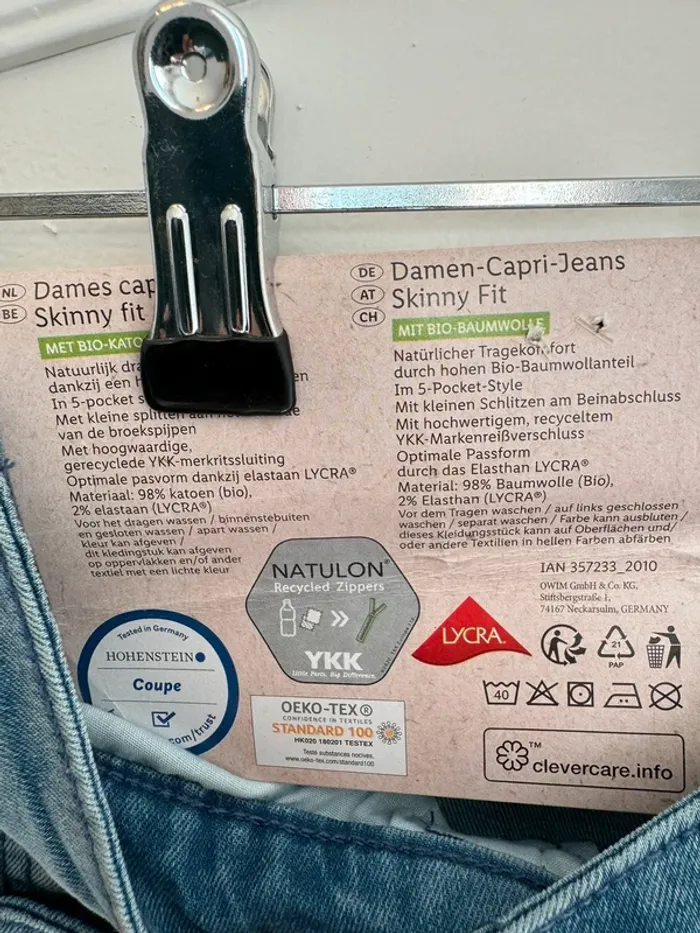 NL
BE
Dames cap
Skinny fit
MET BIO-KATO
Natuurlijk dra
dankzij een h en
In 5-pocket s
Met kleine splitten aan het e
van de broekspijpen
Met hoogwaardige,
gerecyclede YKK-merkritssluiting
Optimale pasvorm dankzij elastaan LYCRA®
Materiaal: 98% katoen (bio),
2% elastaan (LYCRA®)
Voor het dragen wassen / binnenstebuiten
en gesloten wassen / apart wassen /
kleur kan afgeven /
dit kledingstuk kan afgeven
op oppervlakken en/of ander
textiel met een lichte kleur
DE
AT
CH
Damen-Capri-Jeans
Skinny Fit
MIT BIO-BAUMWOLLE
Natürlicher Tragekomfort
durch hohen Bio-Baumwollanteil
Im 5-Pocket-Style
Mit kleinen Schlitzen am Beinabschluss
Mit hochwertigem, recyceltem
YKK-Markenreißverschluss
Optimale Passform
durch das Elasthan LYCRA®
Material: 98% Baumwolle (Bio),
2% Elasthan (LYCRA®)
Vor dem Tragen waschen / auf links geschlossen
waschen / separat waschen / Farbe kann ausbluten /
dieses Kleidungsstück kann auf Oberflächen und/
oder andere Textilien in hellen Farben abfärben
IAN 357233_2010
OWIM GmbH & Co. KG,
Stiftsbergstraße 1,
74167 Neckarsulm, GERMANY
Tested in Germany
HOHENSTEIN
Coupe
com/trust
NATULON®
Recycled Zippers
YKK
Little Parts. Big Difference.
OEKO-TEX®
CONFIDENCE IN TEXTILES
STANDARD 100
HK020 180201 TESTEX
Testé substances nocives.
www.oeko-tex.com/standard100
LYCRA®
21
PAP
40
™
clevercare.info